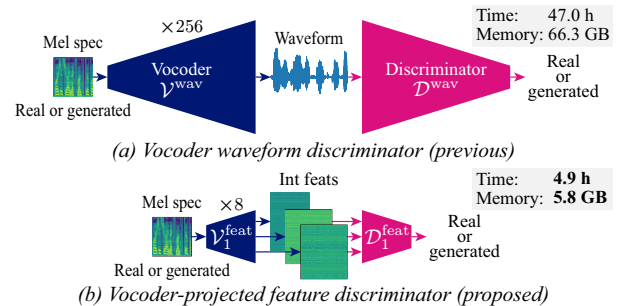 Time: 47.0 h
Memory: 66.3 GB
×256
Mel spec
Waveform
Vocoder
𝒱^wav
Discriminator
𝒟^wav
Real
or
generated
Real or generated
(a) Vocoder waveform discriminator (previous)
Int feats
Time: 4.9 h
Memory: 5.8 GB
Mel spec
×8
𝒱₁^feat
𝒟₁^feat
Real
or
generated
Real or generated
(b) Vocoder-projected feature discriminator (proposed)